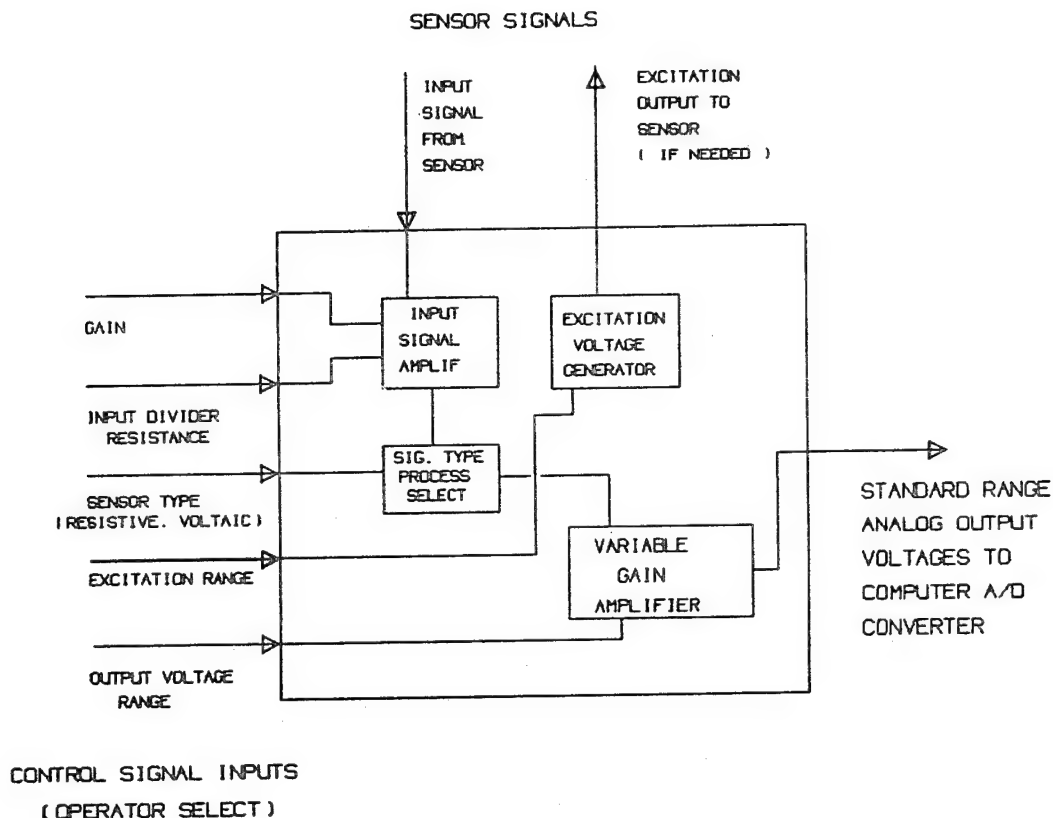 SENSOR SIGNALS
INPUT
SIGNAL
FROM
SENSOR
EXCITATION
OUTPUT TO
SENSOR
( IF NEEDED )
GAIN
INPUT DIVIDER
RESISTANCE
SENSOR TYPE
(RESISTIVE. VOLTAIC)
EXCITATION RANGE
OUTPUT VOLTAGE
RANGE
INPUT
SIGNAL
AMPLIF
EXCITATION
VOLTAGE
GENERATOR
SIG. TYPE
PROCESS
SELECT
VARIABLE
GAIN
AMPLIFIER
STANDARD RANGE
ANALOG OUTPUT
VOLTAGES TO
COMPUTER A/D
CONVERTER
CONTROL SIGNAL INPUTS
(OPERATOR SELECT)